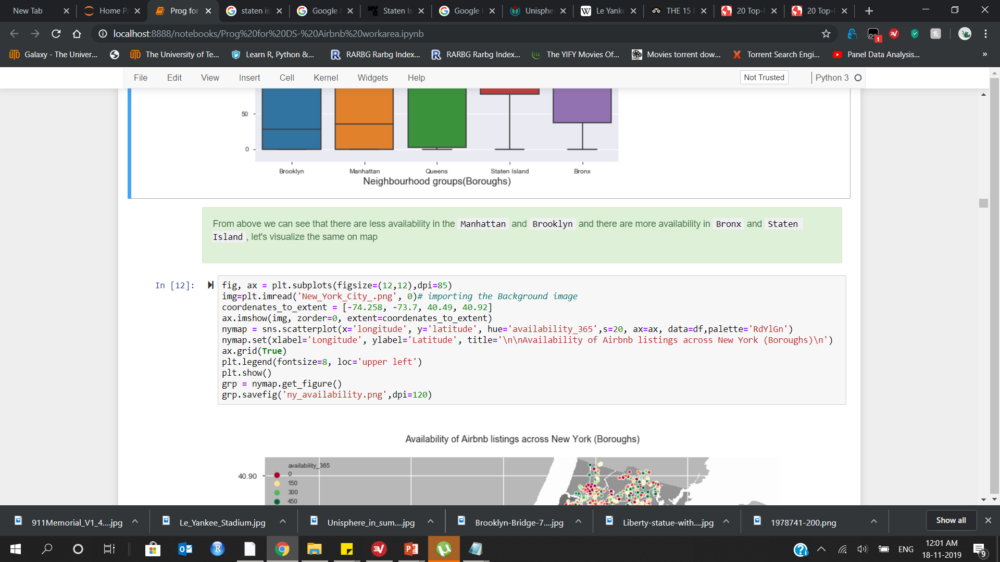 New Tab
Home P
Prog for
staten is
Google
Staten Is
Google
Unisphe
Le Yanke
THE 15
20 Top-
20 Top-
localhost:8888/notebooks/Prog%20for%20DS-%20Airbnb%20workarea.ipynb
1
Galaxy - The Univer...
The University of Te...
Learn R, Python &...
RARBG Rarbg Index...
RARBG Rarbg Index...
The YIFY Movies Of...
Movies torrent dow...
Torrent Search Engi...
Panel Data Analysis...
»
File Edit View Insert Cell Kernel Widgets Help
Not Trusted
Python 3
50
0
Brooklyn Manhattan Queens Staten Island Bronx
Neighbourhood groups(Boroughs)
From above we can see that there are less availability in the Manhattan and Brooklyn and there are more availability in Bronx and Staten
Island , let's visualize the same on map
In [12]:
fig, ax = plt.subplots(figsize=(12,12),dpi=85)
img=plt.imread('New_York_City_.png', 0)# importing the Background image
coordenates_to_extent = [-74.258, -73.7, 40.49, 40.92]
ax.imshow(img, zorder=0, extent=coordenates_to_extent)
nymap = sns.scatterplot(x='longitude', y='latitude', hue='availability_365',s=20, ax=ax, data=df,palette='RdYlGn')
nymap.set(xlabel='Longitude', ylabel='Latitude', title='\n\nAvailability of Airbnb listings across New York (Boroughs)\n')
ax.grid(True)
plt.legend(fontsize=8, loc='upper left')
plt.show()
grp = nymap.get_figure()
grp.savefig('ny_availability.png',dpi=120)
Availability of Airbnb listings across New York (Boroughs)
availability_365
40.90
0
150
300
450
911Memorial_V1_4....jpg
Le_Yankee_Stadium.jpg
Unisphere_in_sum....jpg
Brooklyn-Bridge-7....jpg
Liberty-statue-with....jpg
1978741-200.png
Show all
ENG
12:01 AM
18-11-2019
9